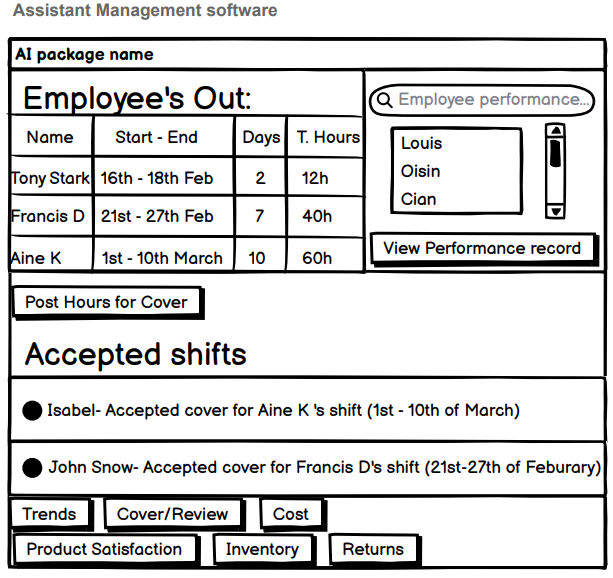 Assistant Management software
AI package name
Employee's Out:
Employee performance...
Name Start - End Days T. Hours
Louis
Oisin
Cian
Tony Stark 16th - 18th Feb 2 12h
Francis D 21st - 27th Feb 7 40h
Aine K 1st - 10th March 10 60h
View Performance record
Post Hours for Cover
Accepted shifts
Isabel- Accepted cover for Aine K 's shift (1st - 10th of March)
John Snow- Accepted cover for Francis D's shift (21st-27th of Feburary)
Trends Cover/Review Cost
Product Satisfaction Inventory Returns